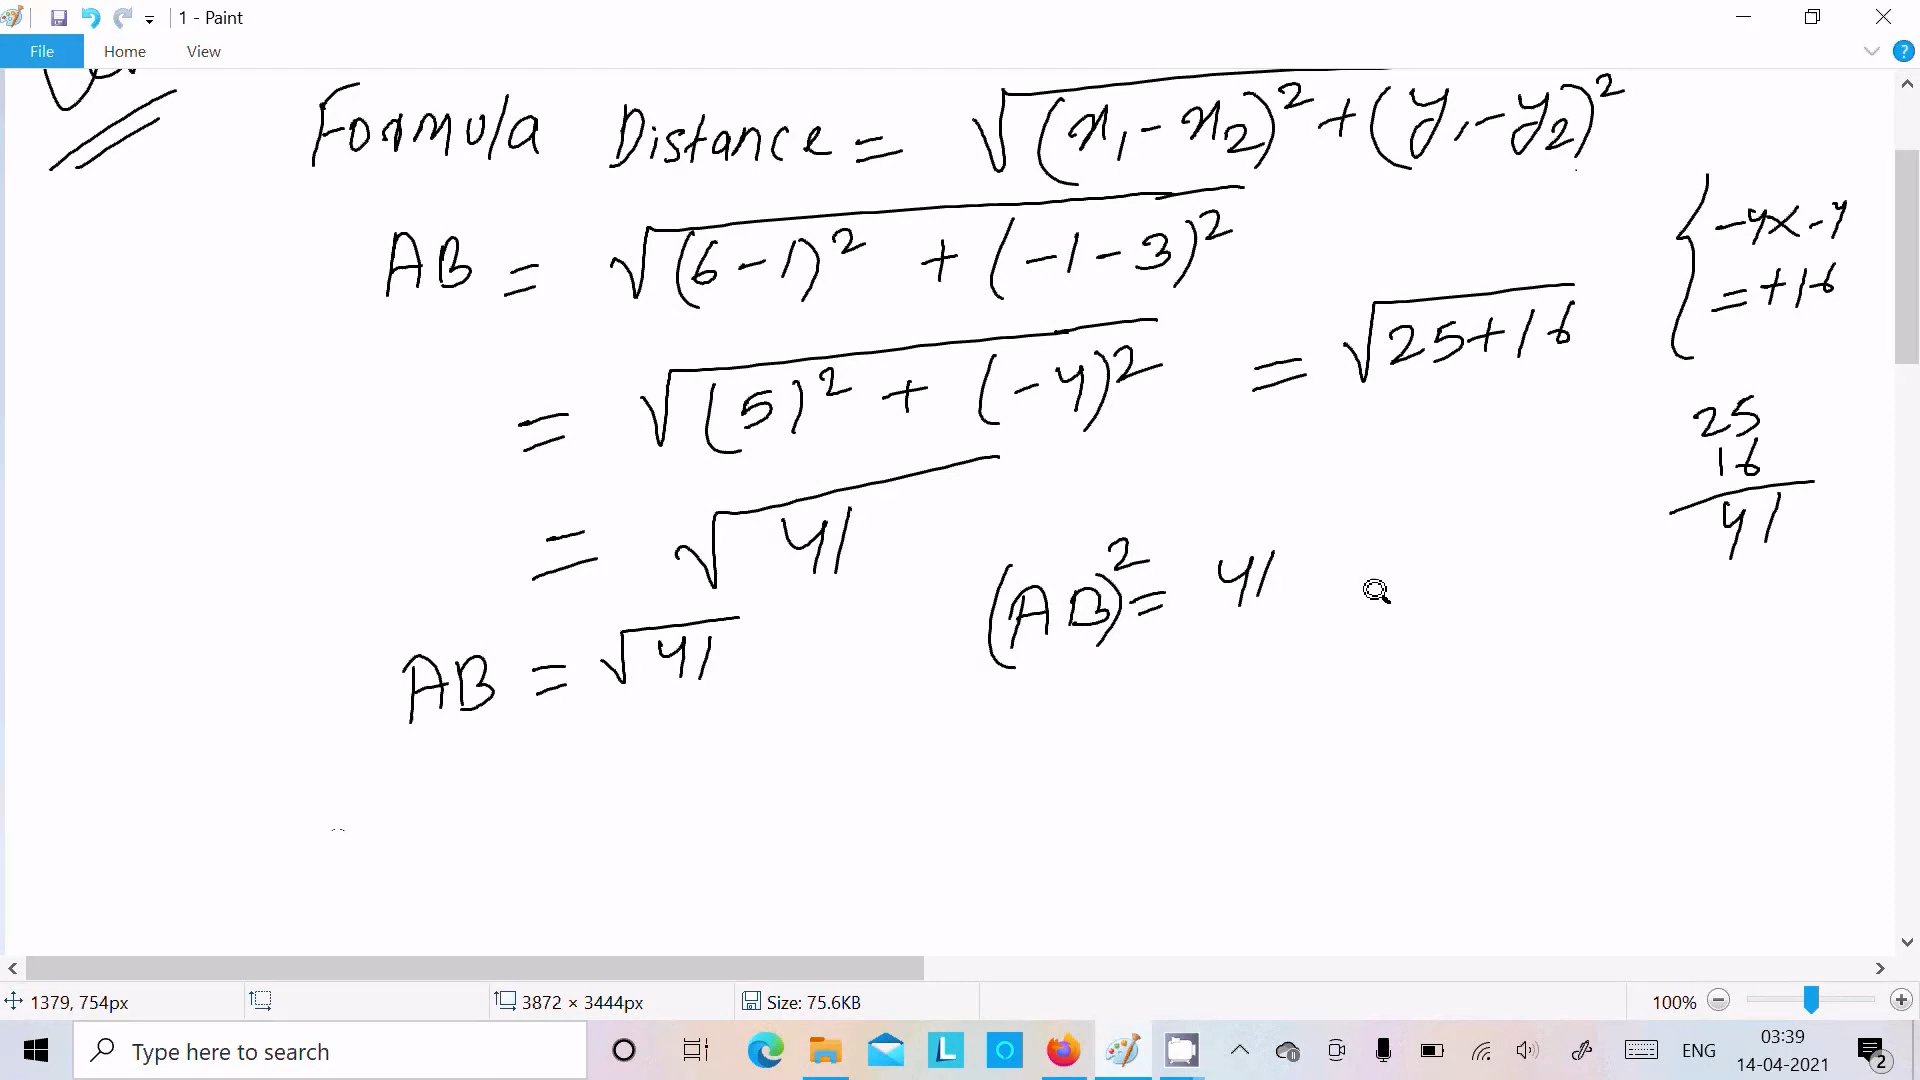 1 - Paint
File Home View
Formula Distance = √(x₁-x₂)²+(y₁-y₂)²
AB = √(6-1)² + (-1-3)²
{-4x-4
=+16
= √(5)² + (-4)² = √25+16
25
16
41
= √41
(AB)² = 41
AB = √41
1379, 754px 3872 × 3444px Size: 75.6KB 100%
Type here to search
ENG
03:39
14-04-2021
2